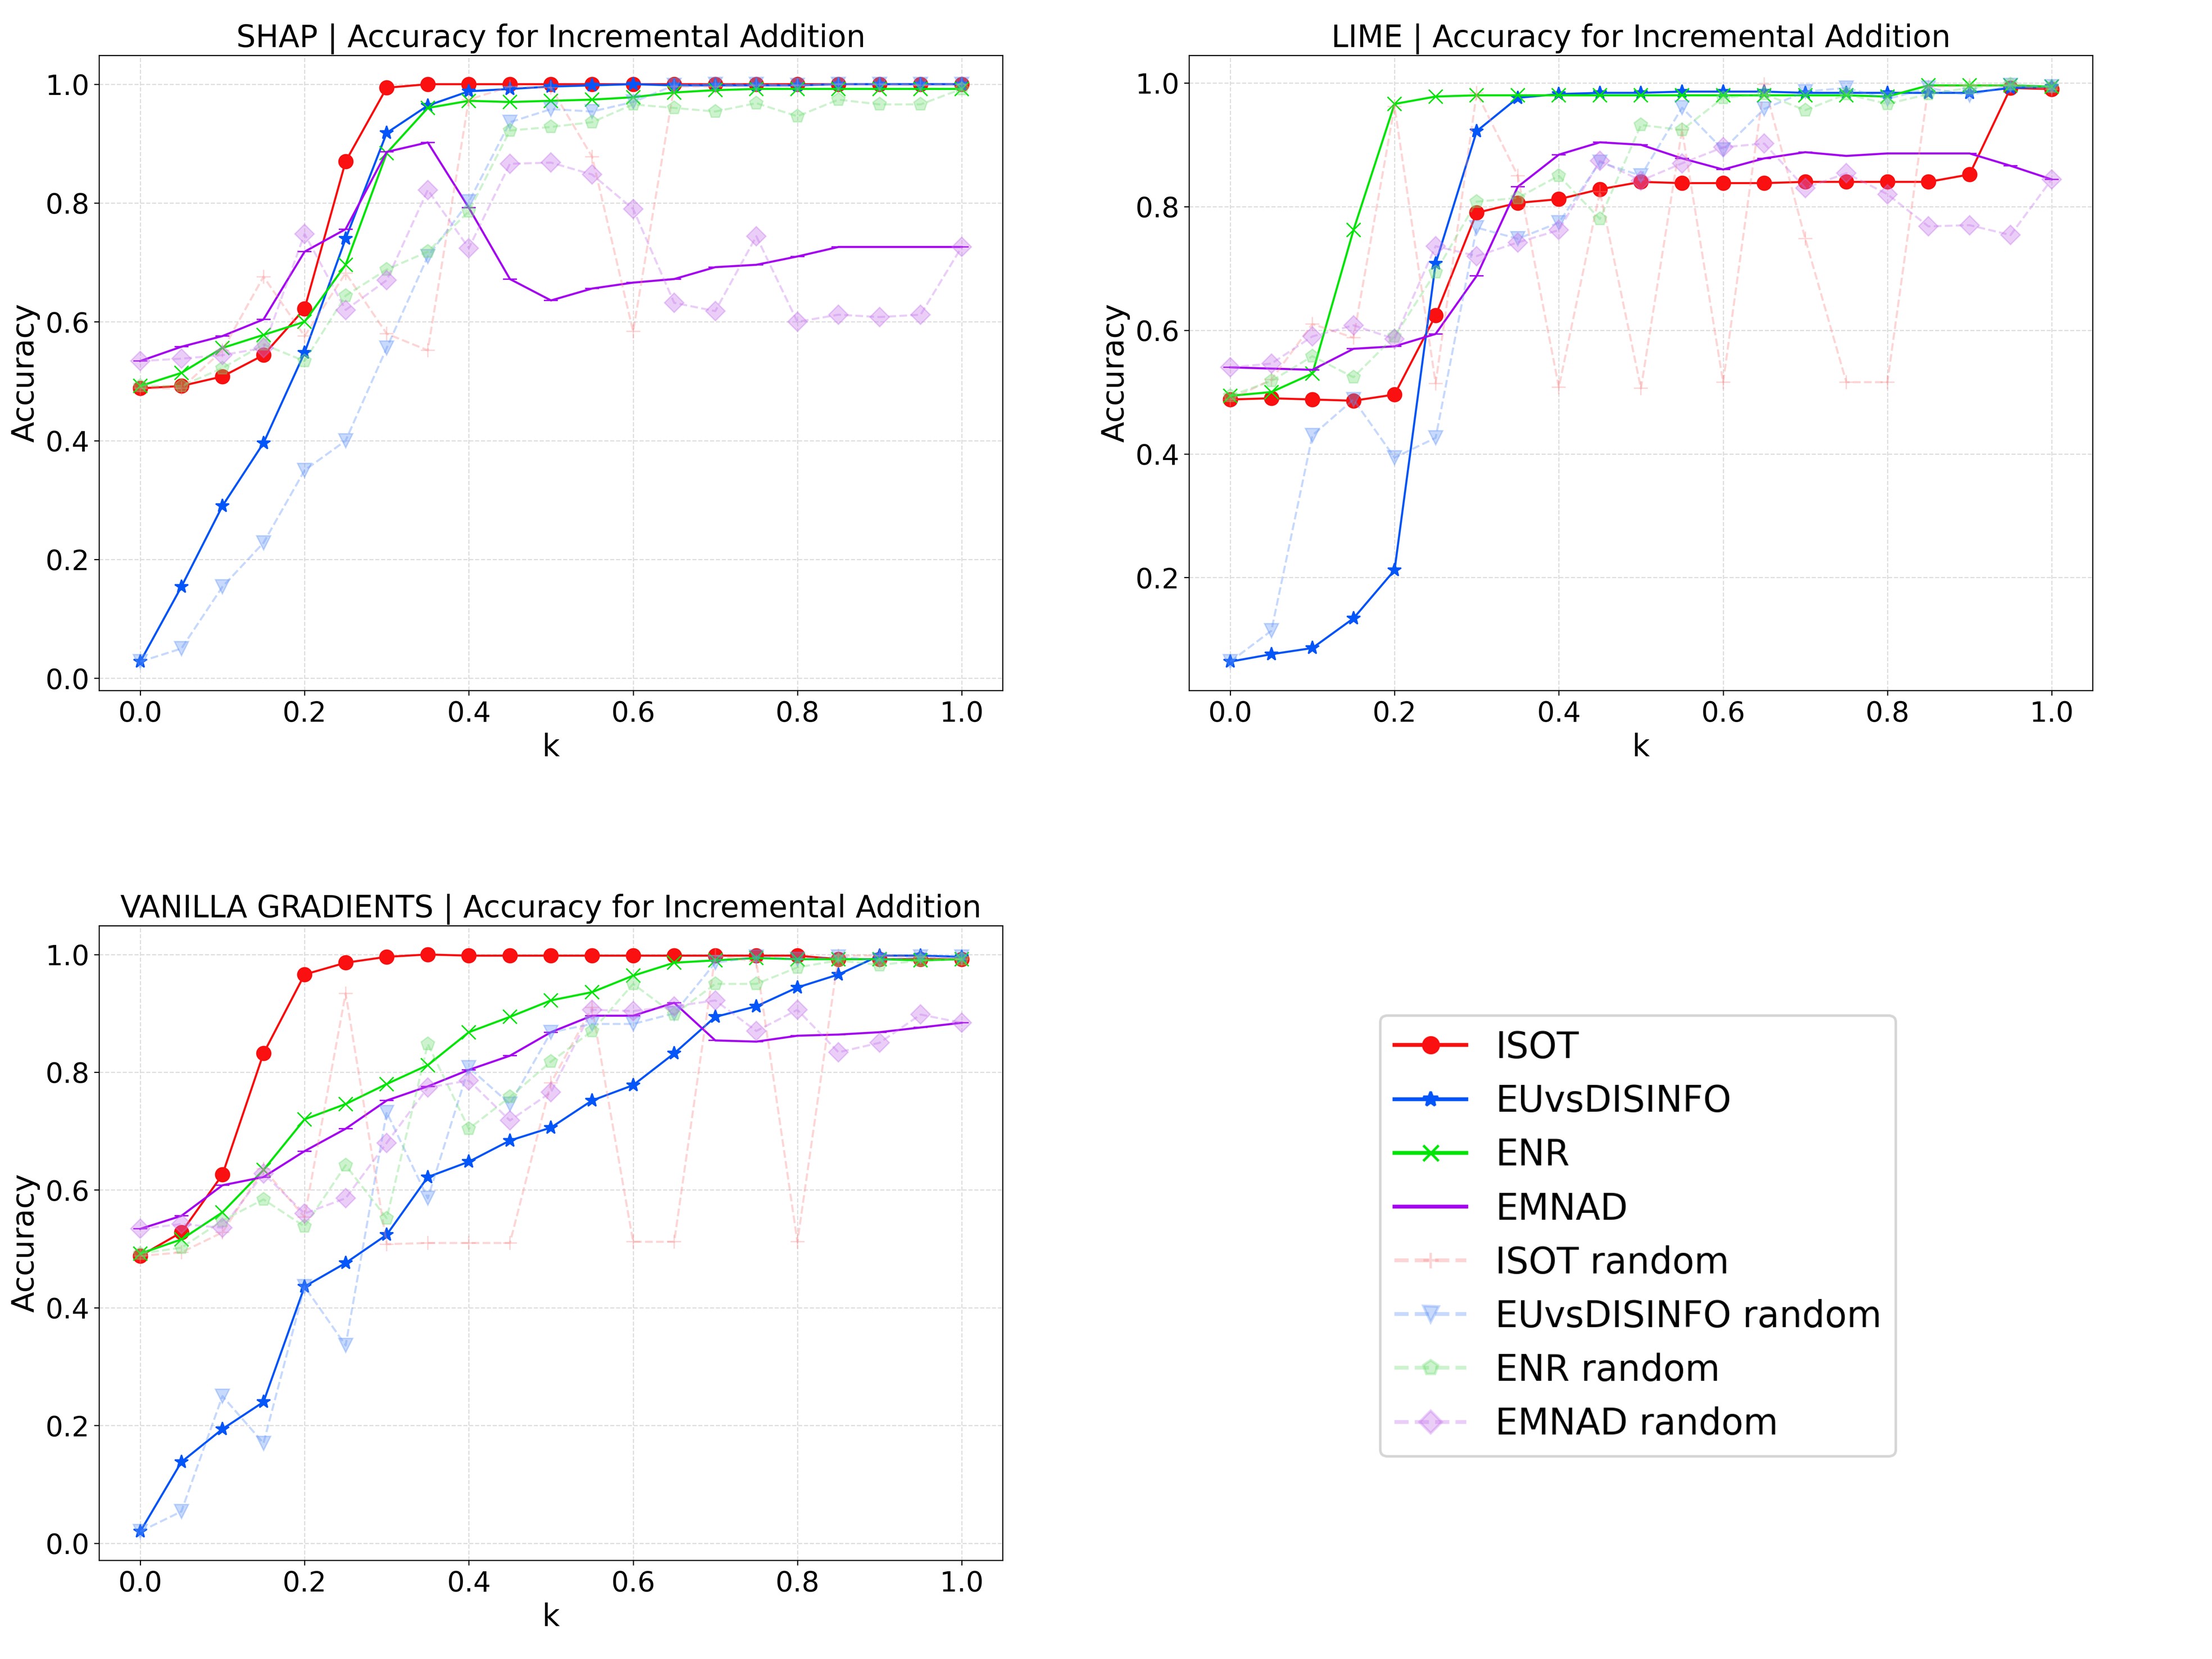 SHAP | Accuracy for Incremental Addition
1.0
0.8
0.6
0.4
0.2
0.0
Accuracy
0.0 0.2 0.4 0.6 0.8 1.0
k
LIME | Accuracy for Incremental Addition
1.0
0.8
0.6
0.4
0.2
Accuracy
0.0 0.2 0.4 0.6 0.8 1.0
k
VANILLA GRADIENTS | Accuracy for Incremental Addition
1.0
0.8
0.6
0.4
0.2
0.0
Accuracy
0.0 0.2 0.4 0.6 0.8 1.0
k
ISOT
EUvsDISINFO
ENR
EMNAD
ISOT random
EUvsDISINFO random
ENR random
EMNAD random